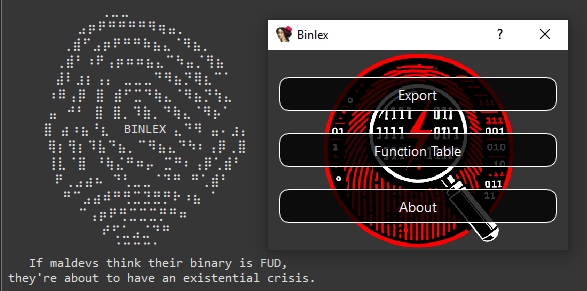 BINLEX
If maldevs think their binary is FUD,
they're about to have an existential crisis.
Binlex
?
Export
Function Table
About